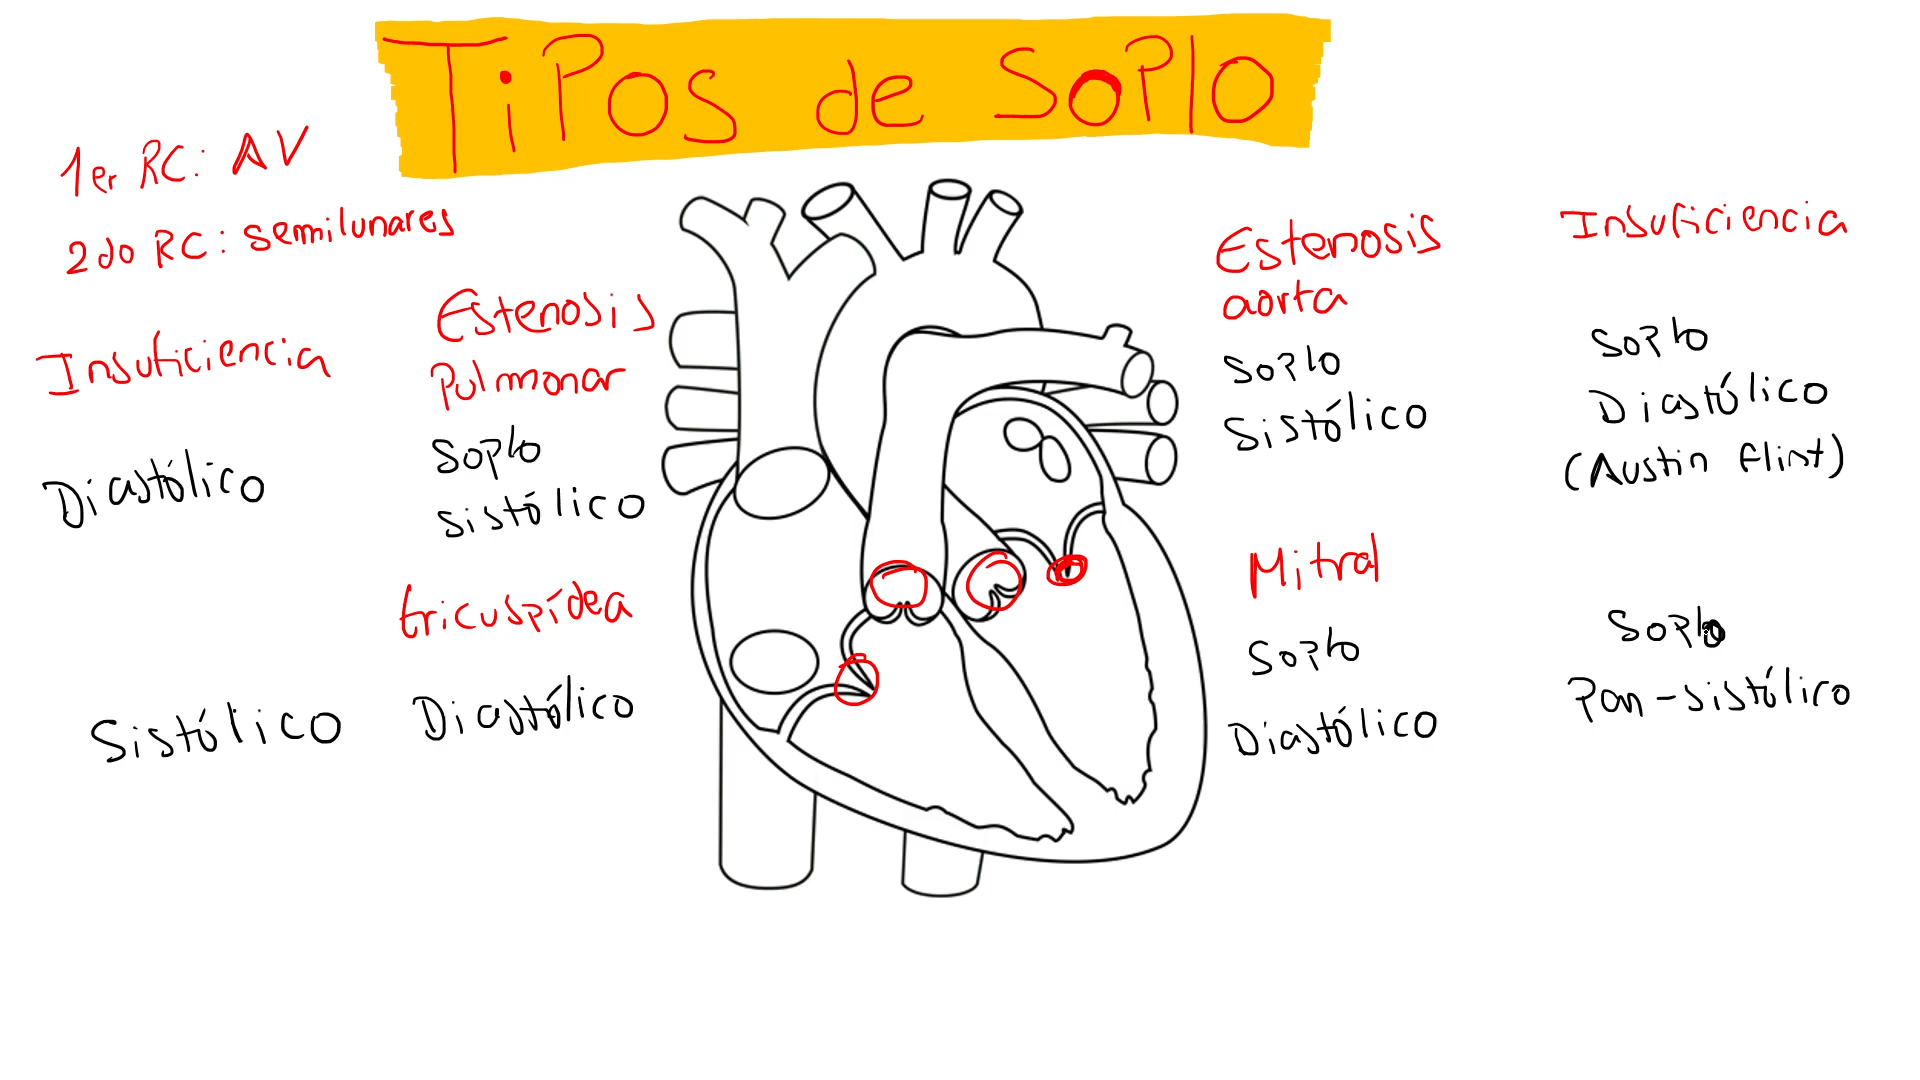 Tipos de Soplo
1er RC: AV
2do RC: semilunares
Insuficiencia
Diastólico
Sistólico
Estenosis
Pulmonar
Soplo
sistólico
tricuspídea
Diastólico
Estenosis
aorta
Soplo
Sistólico
Mitral
Soplo
Diastólico
Insuficiencia
Soplo
Diastólico
(Austin flint)
Soplo
Pan-sistólico